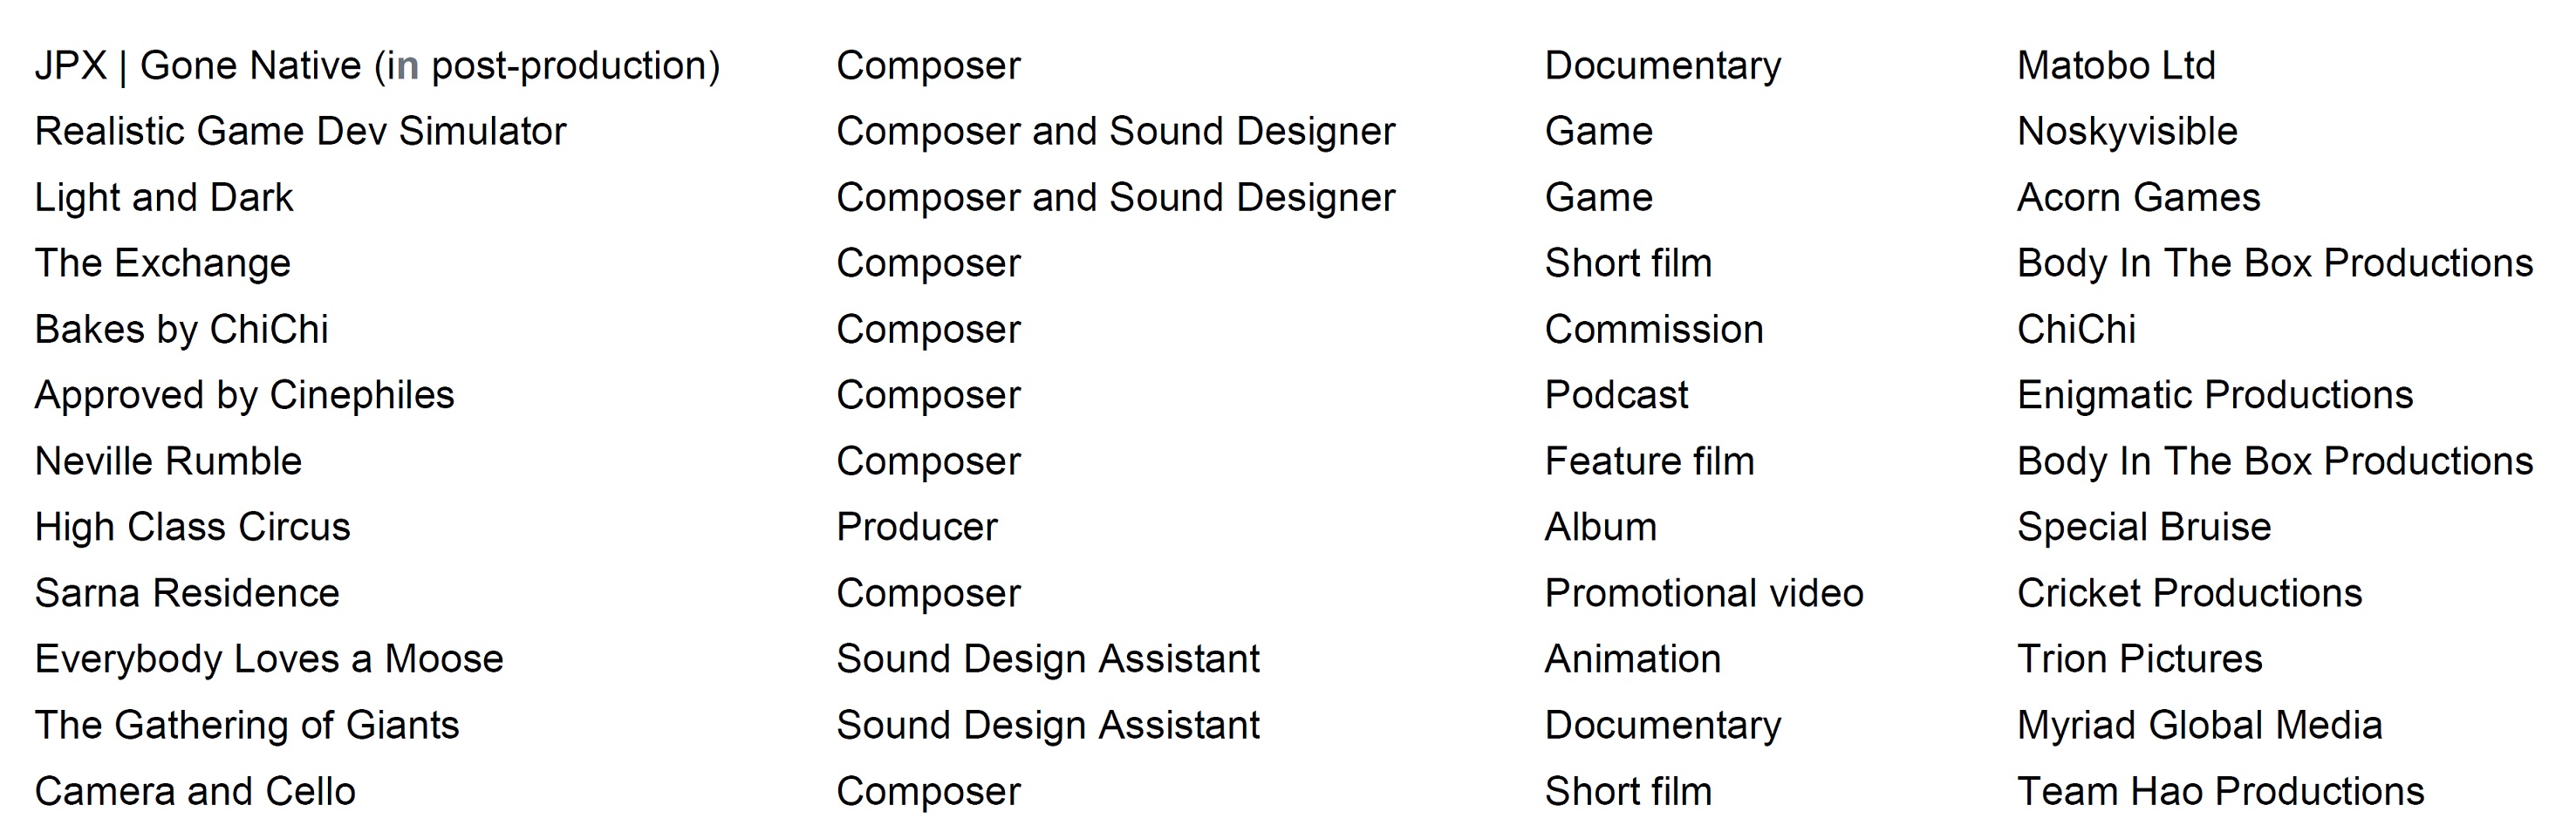 JPX | Gone Native (in post-production) Composer Documentary Matobo Ltd
Realistic Game Dev Simulator Composer and Sound Designer Game Noskyvisible
Light and Dark Composer and Sound Designer Game Acorn Games
The Exchange Composer Short film Body In The Box Productions
Bakes by ChiChi Composer Commission ChiChi
Approved by Cinephiles Composer Podcast Enigmatic Productions
Neville Rumble Composer Feature film Body In The Box Productions
High Class Circus Producer Album Special Bruise
Sarna Residence Composer Promotional video Cricket Productions
Everybody Loves a Moose Sound Design Assistant Animation Trion Pictures
The Gathering of Giants Sound Design Assistant Documentary Myriad Global Media
Camera and Cello Composer Short film Team Hao Productions